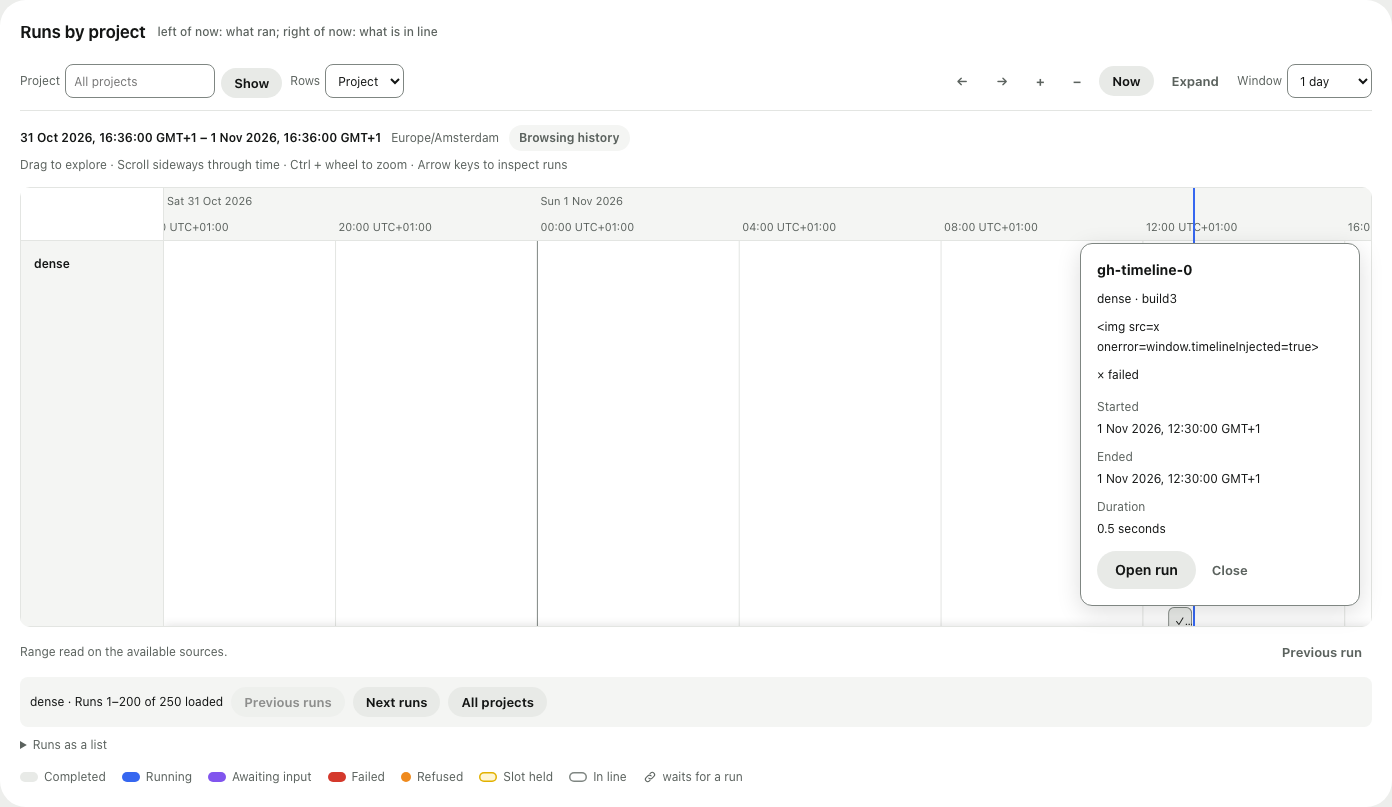 Runs by project left of now: what ran; right of now: what is in line
Project All projects Show Rows Project ← → + − Now Expand Window 1 day
31 Oct 2026, 16:36:00 GMT+1 – 1 Nov 2026, 16:36:00 GMT+1 Europe/Amsterdam Browsing history
Drag to explore · Scroll sideways through time · Ctrl + wheel to zoom · Arrow keys to inspect runs
Sat 31 Oct 2026 Sun 1 Nov 2026
UTC+01:00 20:00 UTC+01:00 00:00 UTC+01:00 04:00 UTC+01:00 08:00 UTC+01:00 12:00 UTC+01:00 16:0
dense
gh-timeline-0
dense · build3
<img src=x
onerror=window.timelineInjected=true>
× failed
Started
1 Nov 2026, 12:30:00 GMT+1
Ended
1 Nov 2026, 12:30:00 GMT+1
Duration
0.5 seconds
Open run Close
✓..
Range read on the available sources. Previous run
dense · Runs 1–200 of 250 loaded Previous runs Next runs All projects
▶ Runs as a list
Completed Running Awaiting input Failed Refused Slot held In line waits for a run